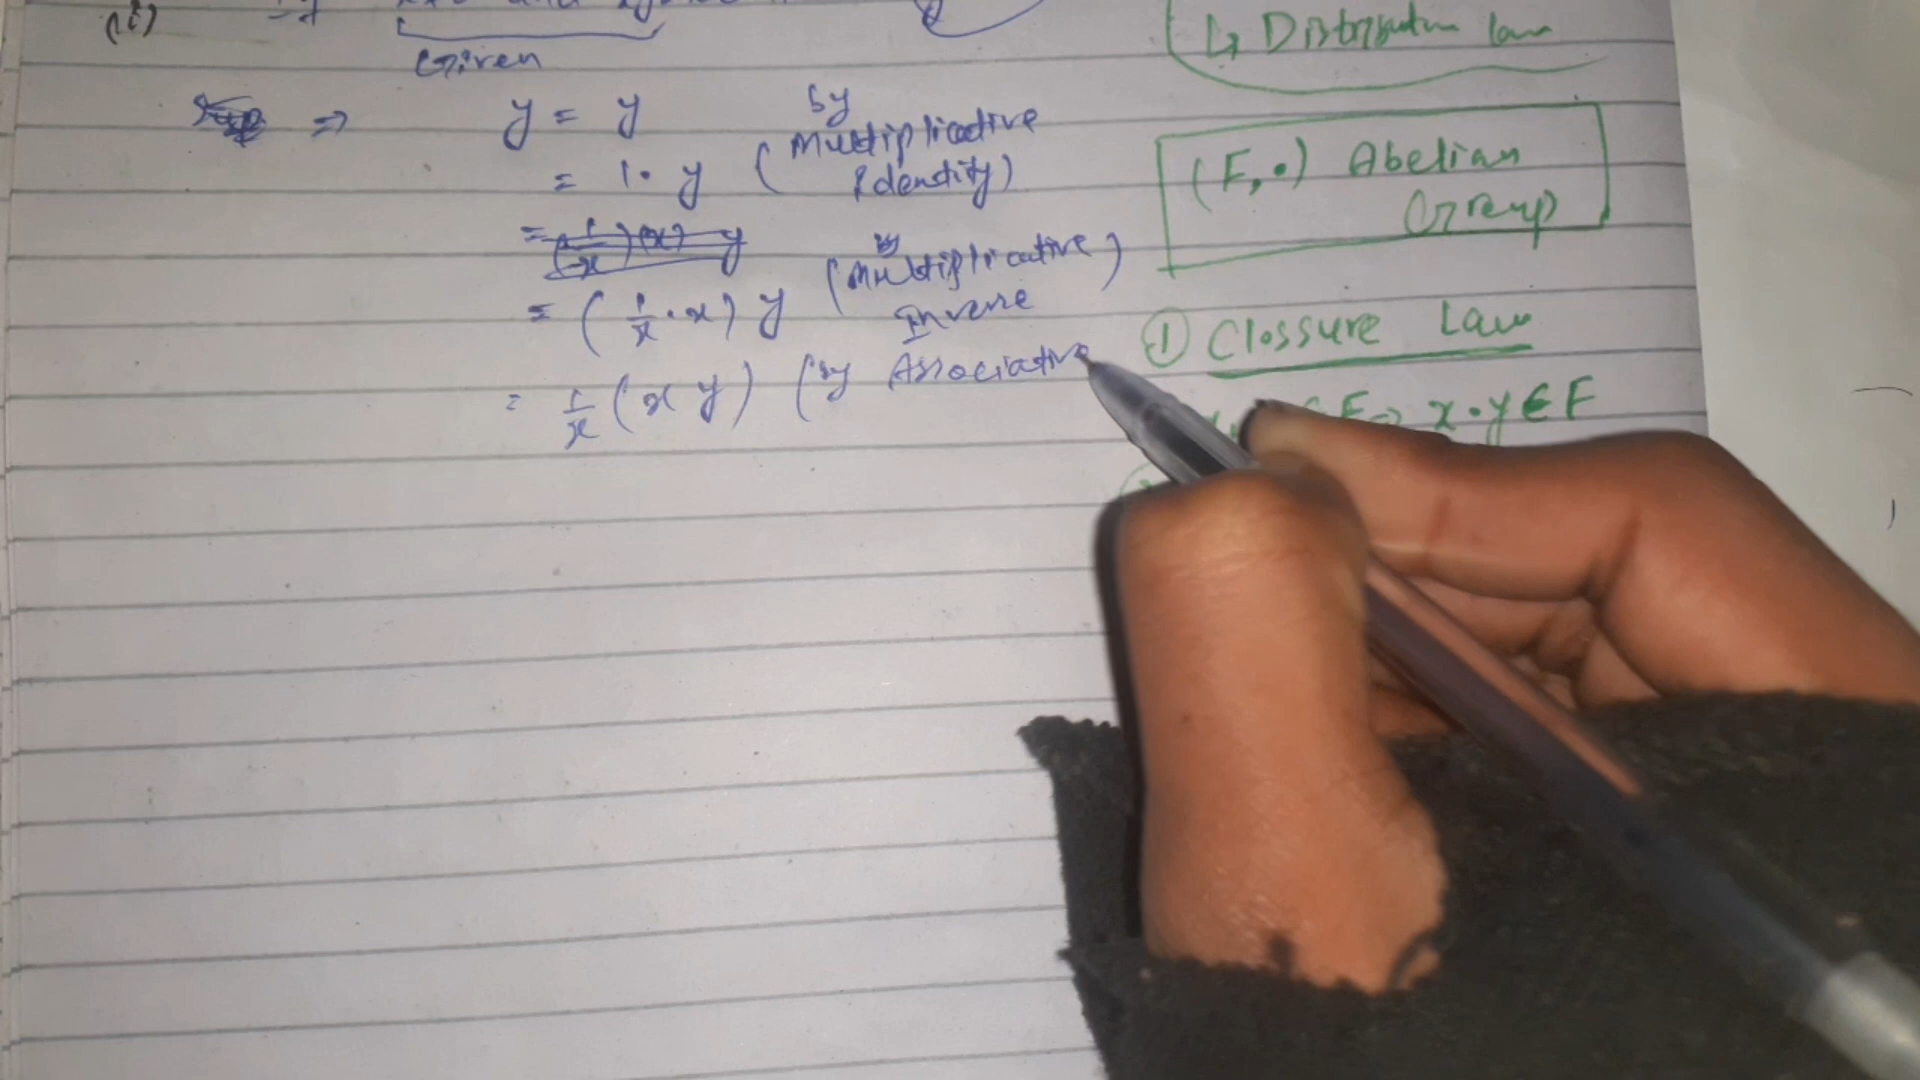 (i)
Given
y = y by
= 1 · y (Multiplicative Identity)
= (1/x)(x) y
= (1/x · x) y (by Multiplicative Inverse)
= 1/x (x y) (by Associative
↳ Distribution law
(F, ·) Abelian
Group
① Clossure Law
x · y ∈ F